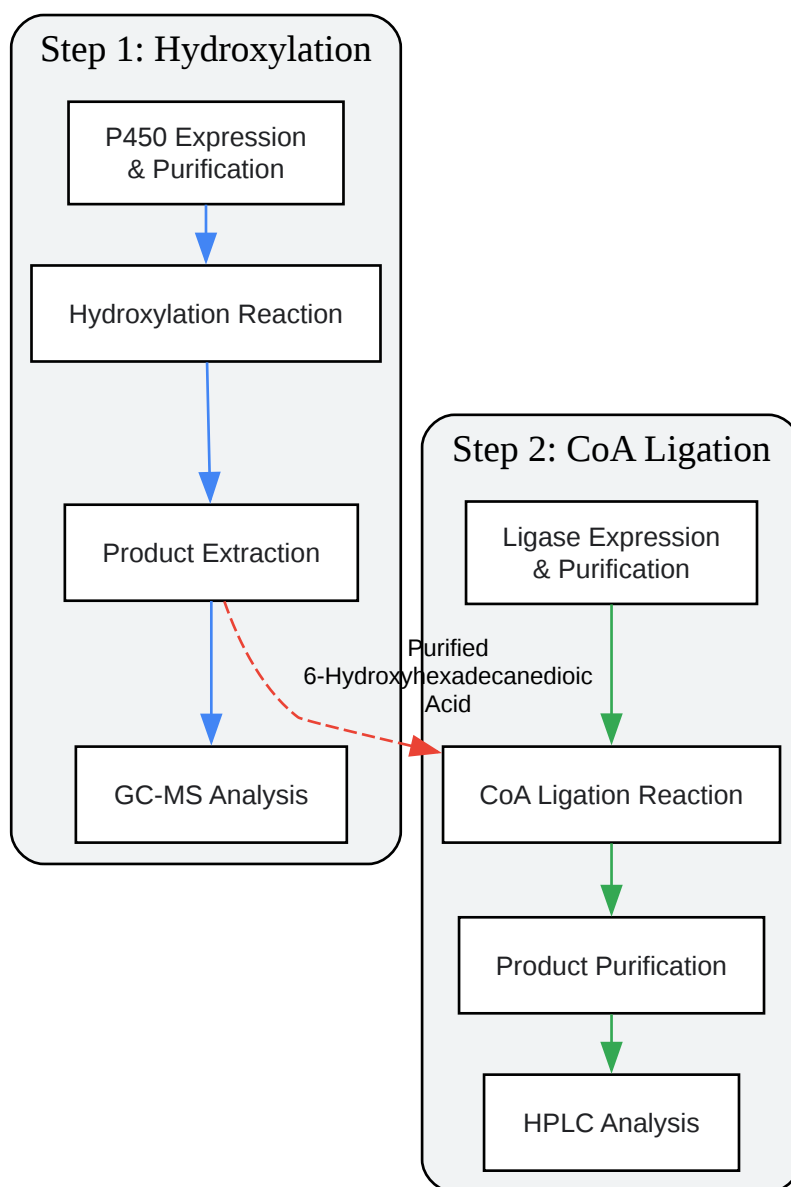 Step 1: Hydroxylation
P450 Expression
& Purification
Hydroxylation Reaction
Product Extraction
GC-MS Analysis
Purified
6-Hydroxyhexadecanedioic
Acid
Step 2: CoA Ligation
Ligase Expression
& Purification
CoA Ligation Reaction
Product Purification
HPLC Analysis